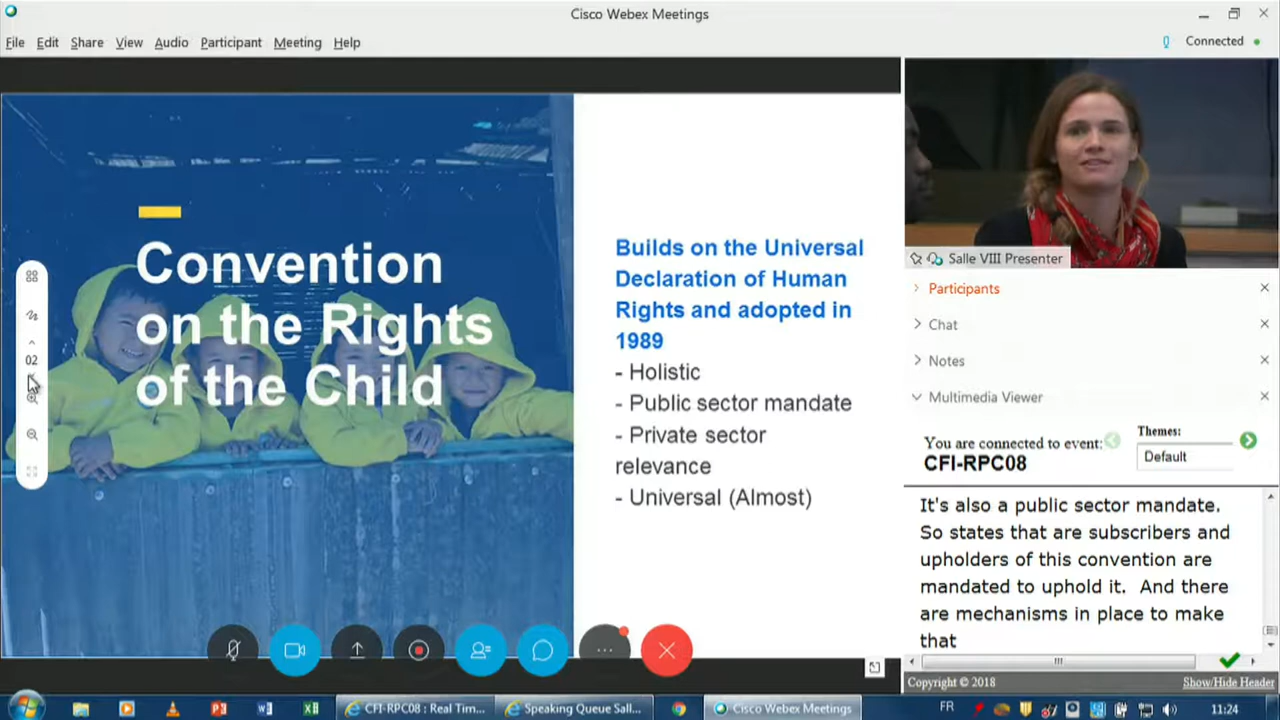 Cisco Webex Meetings
File Edit Share View Audio Participant Meeting Help
Connected
Convention
on the Rights
of the Child
02
Builds on the Universal
Declaration of Human
Rights and adopted in
1989
- Holistic
- Public sector mandate
- Private sector
relevance
- Universal (Almost)
Salle VIII Presenter
Participants
Chat
Notes
Multimedia Viewer
You are connected to event:
CFI-RPC08
Themes:
Default
It's also a public sector mandate.
So states that are subscribers and
upholders of this convention are
mandated to uphold it. And there
are mechanisms in place to make
that
Copyright © 2018
Show/Hide Header
CFI-RPC08 : Real Tim...
Speaking Queue Sall...
Cisco Webex Meetings
FR
11:24